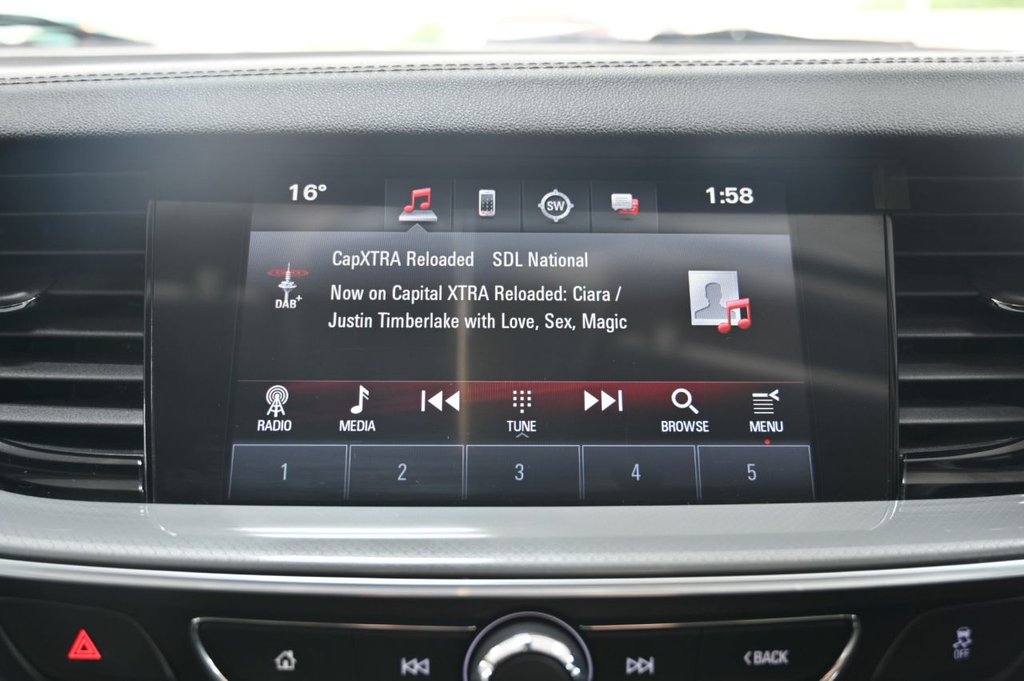 16° 1:58
SW
CapXTRA Reloaded SDL National
DAB+
Now on Capital XTRA Reloaded: Ciara /
Justin Timberlake with Love, Sex, Magic
RADIO MEDIA TUNE BROWSE MENU
1 2 3 4 5
BACK
OFF